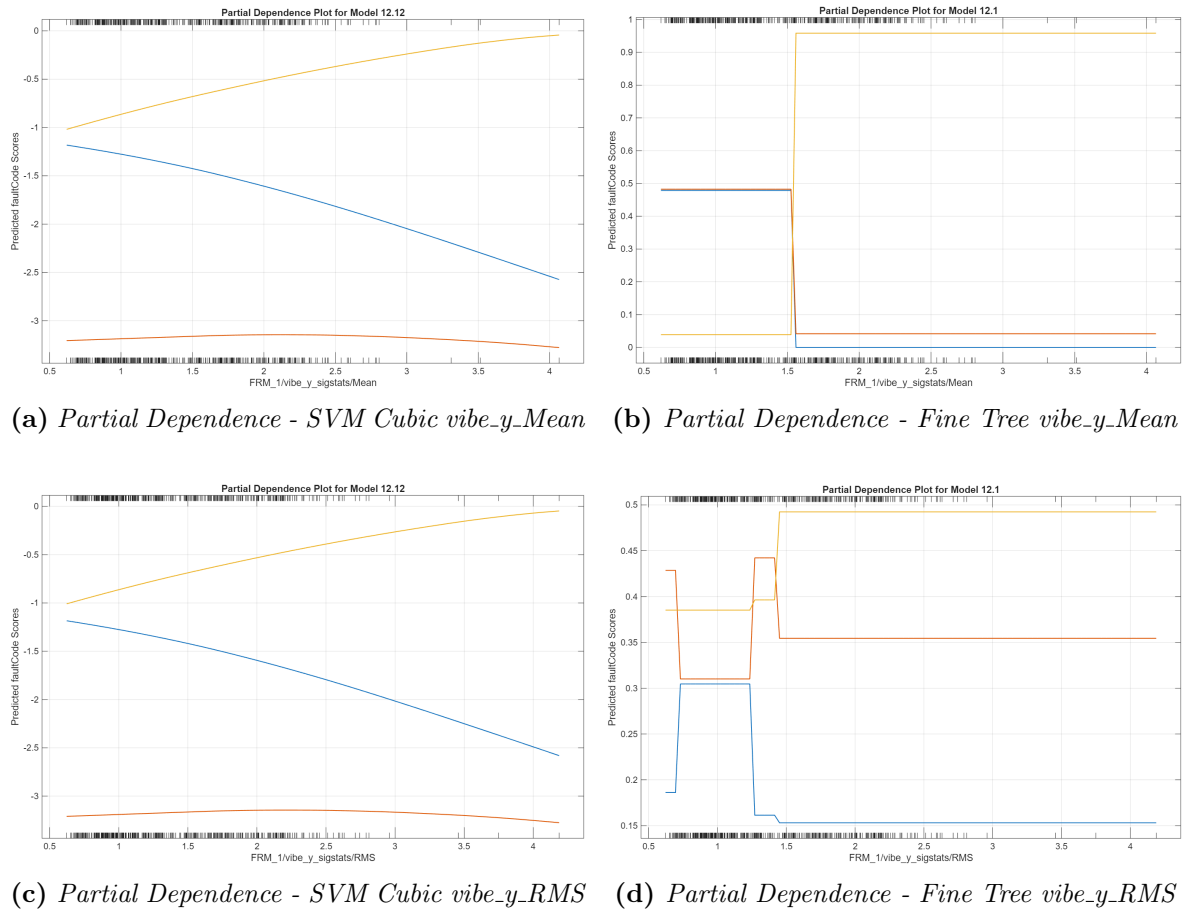 Partial Dependence Plot for Model 12.12
0
-0.5
-1
-1.5
-2
-2.5
-3
Predicted faultCode Scores
0.5 1 1.5 2 2.5 3 3.5 4
FRM_1/vibe_y_sigstats/Mean
(a) Partial Dependence - SVM Cubic vibe_y_Mean
Partial Dependence Plot for Model 12.1
1
0.9
0.8
0.7
0.6
0.5
0.4
0.3
0.2
0.1
0
Predicted faultCode Scores
0.5 1 1.5 2 2.5 3 3.5 4
FRM_1/vibe_y_sigstats/Mean
(b) Partial Dependence - Fine Tree vibe_y_Mean
Partial Dependence Plot for Model 12.12
0
-0.5
-1
-1.5
-2
-2.5
-3
Predicted faultCode Scores
0.5 1 1.5 2 2.5 3 3.5 4
FRM_1/vibe_y_sigstats/RMS
(c) Partial Dependence - SVM Cubic vibe_y_RMS
Partial Dependence Plot for Model 12.1
0.5
0.45
0.4
0.35
0.3
0.25
0.2
0.15
Predicted faultCode Scores
0.5 1 1.5 2 2.5 3 3.5 4
FRM_1/vibe_y_sigstats/RMS
(d) Partial Dependence - Fine Tree vibe_y_RMS